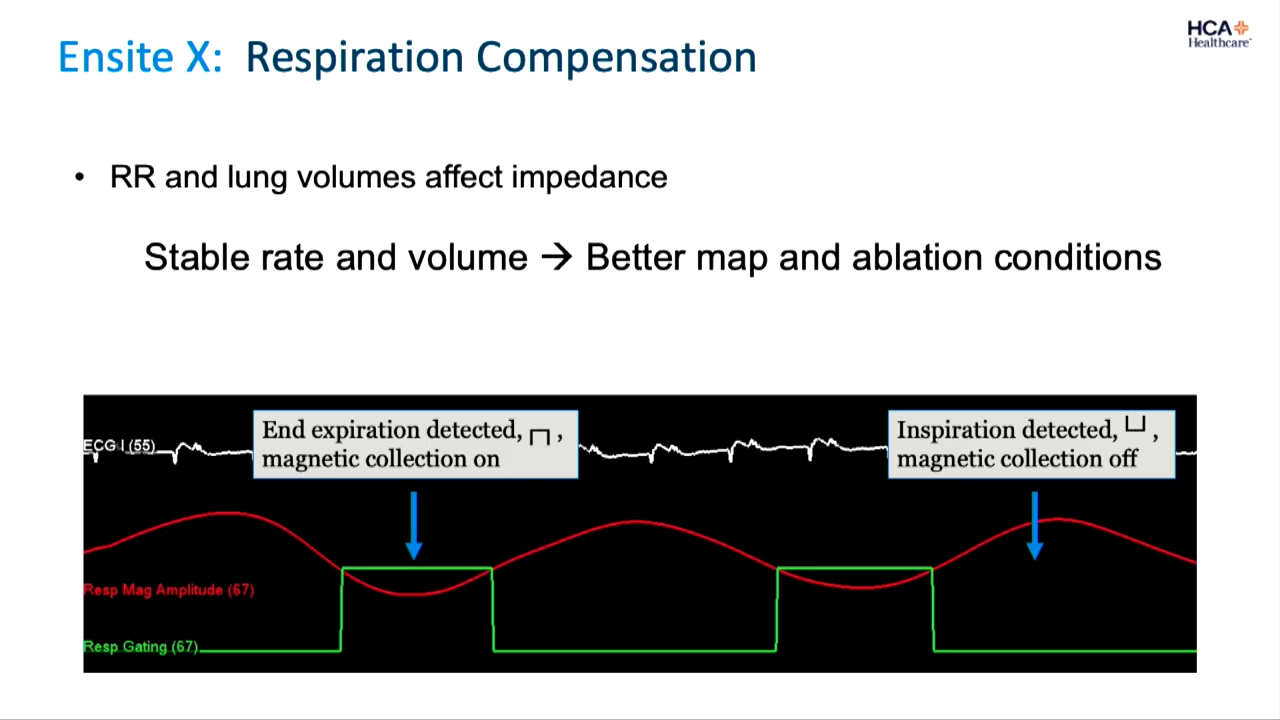 Ensite X: Respiration Compensation
HCA
Healthcare™
• RR and lung volumes affect impedance
Stable rate and volume → Better map and ablation conditions
ECG I (55)
End expiration detected, ⊓,
magnetic collection on
Inspiration detected, ⊔,
magnetic collection off
Resp Mag Amplitude (67)
Resp Gating (67)